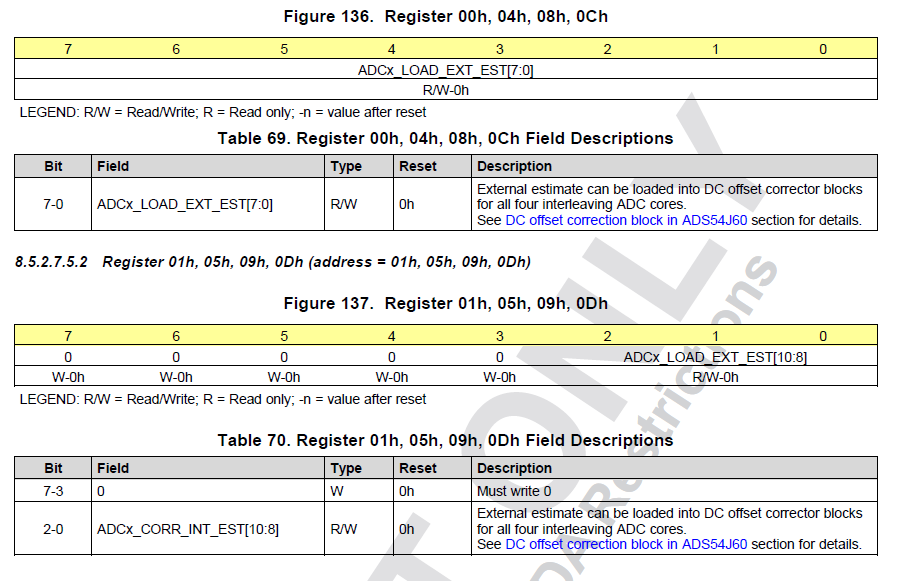 Figure 136. Register 00h, 04h, 08h, 0Ch
7 6 5 4 3 2 1 0
ADCx_LOAD_EXT_EST[7:0]
R/W-0h
LEGEND: R/W = Read/Write; R = Read only; -n = value after reset
Table 69. Register 00h, 04h, 08h, 0Ch Field Descriptions
Bit Field Type Reset Description
7-0 ADCx_LOAD_EXT_EST[7:0] R/W 0h External estimate can be loaded into DC offset corrector blocks
for all four interleaving ADC cores.
See DC offset correction block in ADS54J60 section for details.
8.5.2.7.5.2 Register 01h, 05h, 09h, 0Dh (address = 01h, 05h, 09h, 0Dh)
Figure 137. Register 01h, 05h, 09h, 0Dh
7 6 5 4 3 2 1 0
0 0 0 0 0 ADCx_LOAD_EXT_EST[10:8]
W-0h W-0h W-0h W-0h W-0h R/W-0h
LEGEND: R/W = Read/Write; R = Read only; -n = value after reset
Table 70. Register 01h, 05h, 09h, 0Dh Field Descriptions
Bit Field Type Reset Description
7-3 0 W 0h Must write 0
2-0 ADCx_CORR_INT_EST[10:8] R/W 0h External estimate can be loaded into DC offset corrector blocks
for all four interleaving ADC cores.
See DC offset correction block in ADS54J60 section for details.
ONLY
Restrictions